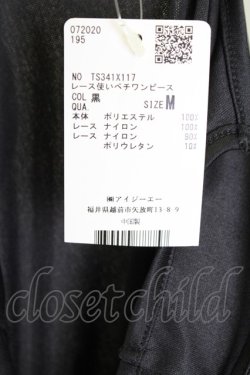 072020
195
NO TS341X117
レース使いペチワンピース
COL 黒
QUA. SIZE M
本体 ポリエステル 100%
レース ナイロン 100%
レース ナイロン 90%
ポリウレタン 10%
㈱アイジーエー
福井県越前市矢放町13-8-9
中国製
closetchild